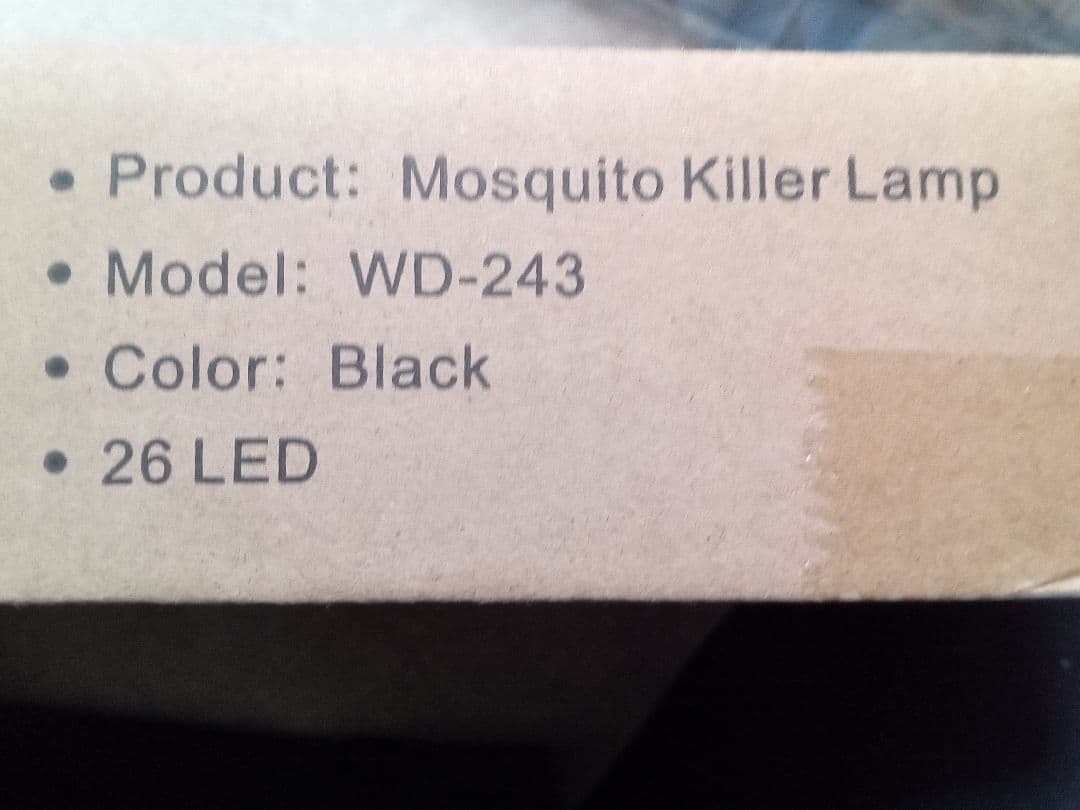 • Product: Mosquito Killer Lamp
• Model: WD-243
• Color: Black
• 26 LED